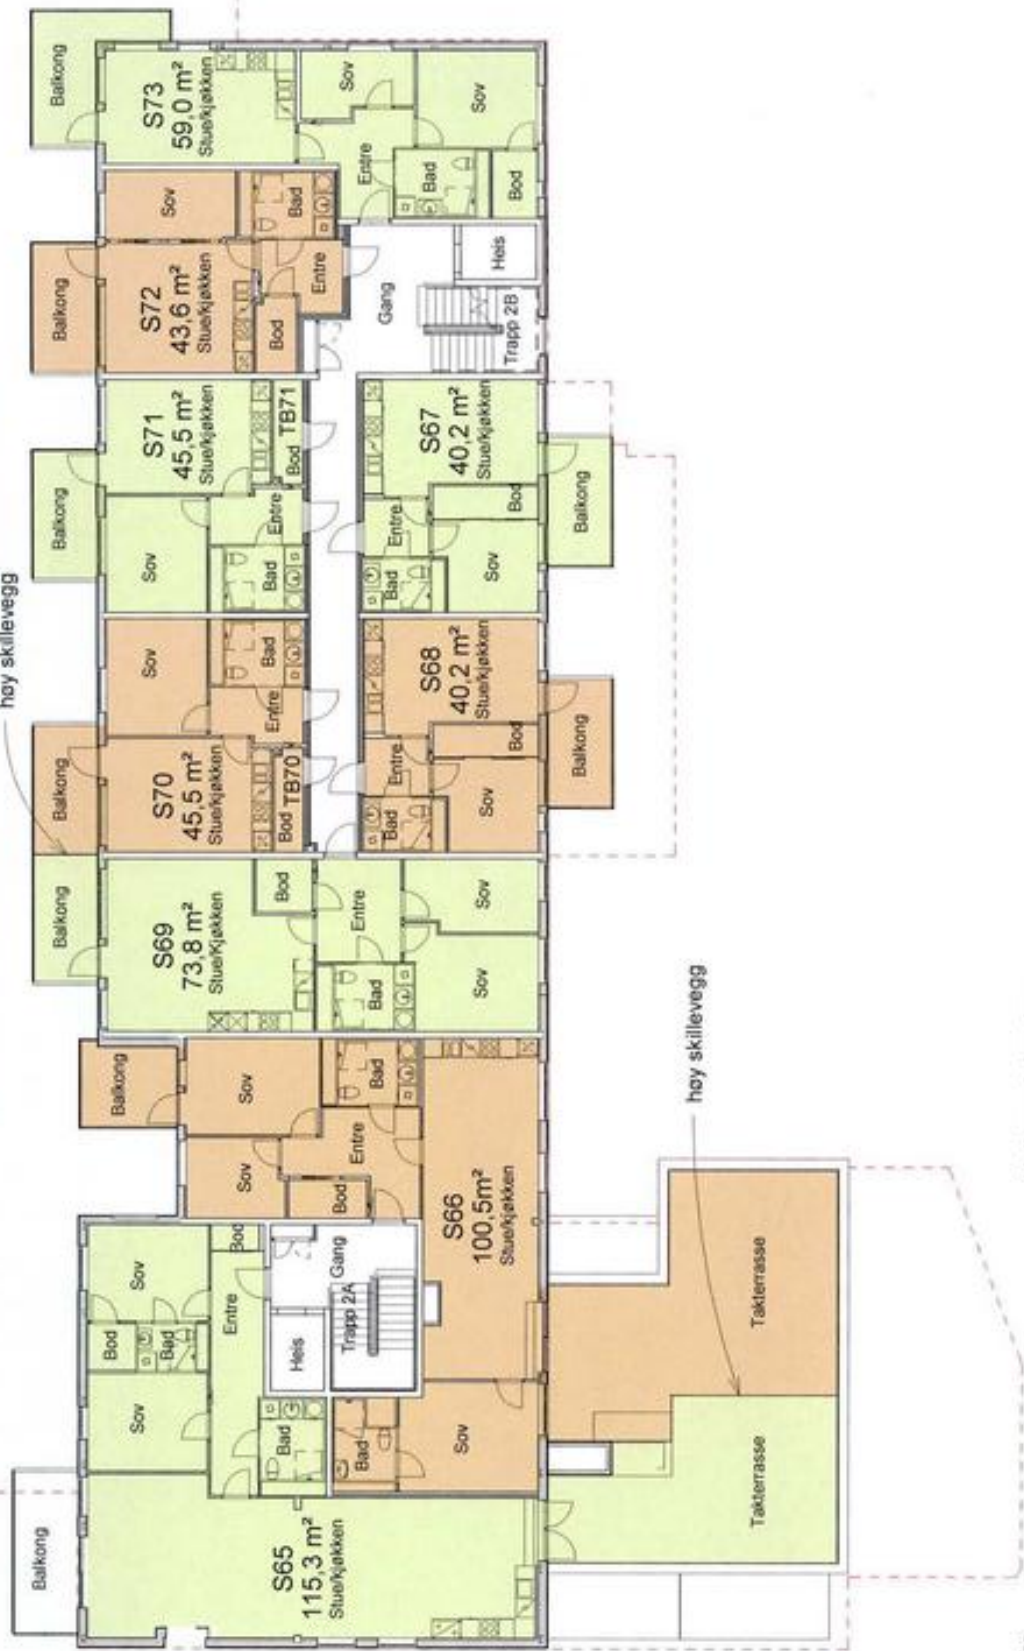 Balkong
S73
59,0 m²
Stue/kjøkken
Sov
Sov
Entre
Bad
Bod
Sov
Bad
Balkong
S72
43,6 m²
Stue/kjøkken
Entre
Bod
Gang
Heis
Trapp 2B
Balkong
S71
45,5 m²
Stue/kjøkken
Bod TB71
Sov
Entre
Bad
S67
40,2 m²
Stue/kjøkken
Entre
Bod
Bad
Sov
Balkong
høy skillevegg
Sov
Bad
Entre
Balkong
S70
45,5 m²
Stue/kjøkken
Bod TB70
S68
40,2 m²
Stue/kjøkken
Entre
Bod
Bad
Sov
Balkong
Balkong
S69
73,8 m²
Stue/Kjøkken
Bod
Entre
Sov
Bad
Sov
Balkong
Sov
Bad
Sov
Entre
Bod
S66
100,5m²
Stue/kjøkken
høy skillevegg
Sov
Bod
Entre
Gang
Trapp 2A
Heis
Bod
Bad
Sov
Bad
Bad
Sov
Takterrasse
Takterrasse
Balkong
S65
115,3 m²
Stue/kjøkken